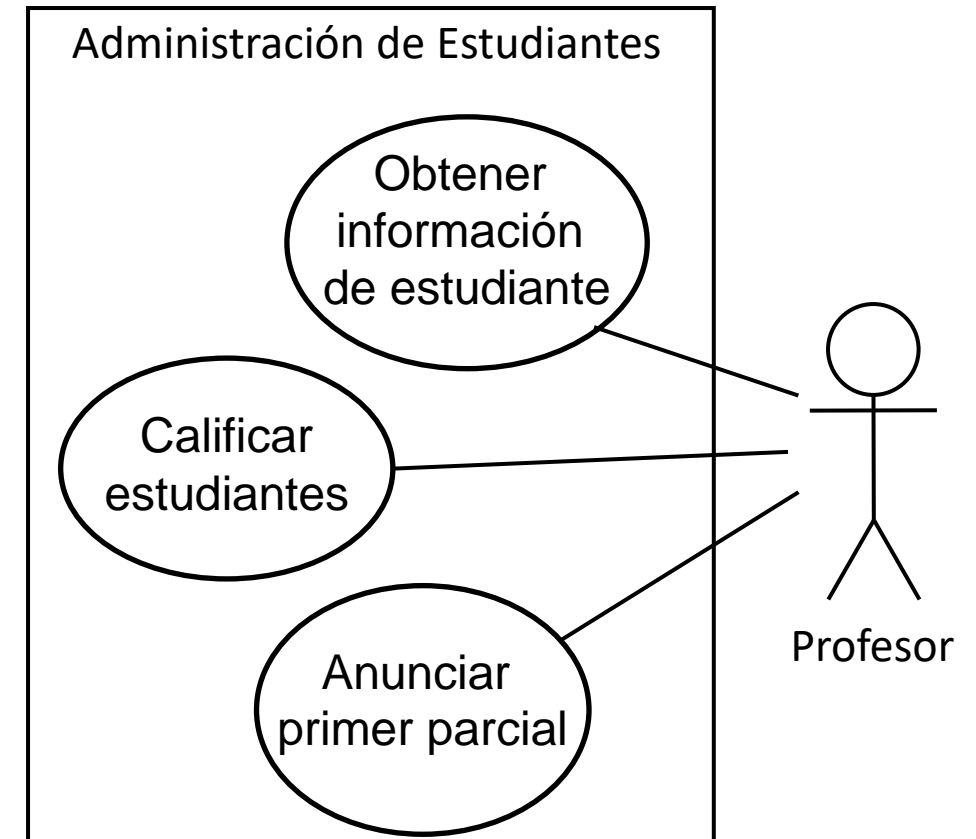 Administración de Estudiantes
Obtener
información
de estudiante
Calificar
estudiantes
Anunciar
primer parcial
Profesor